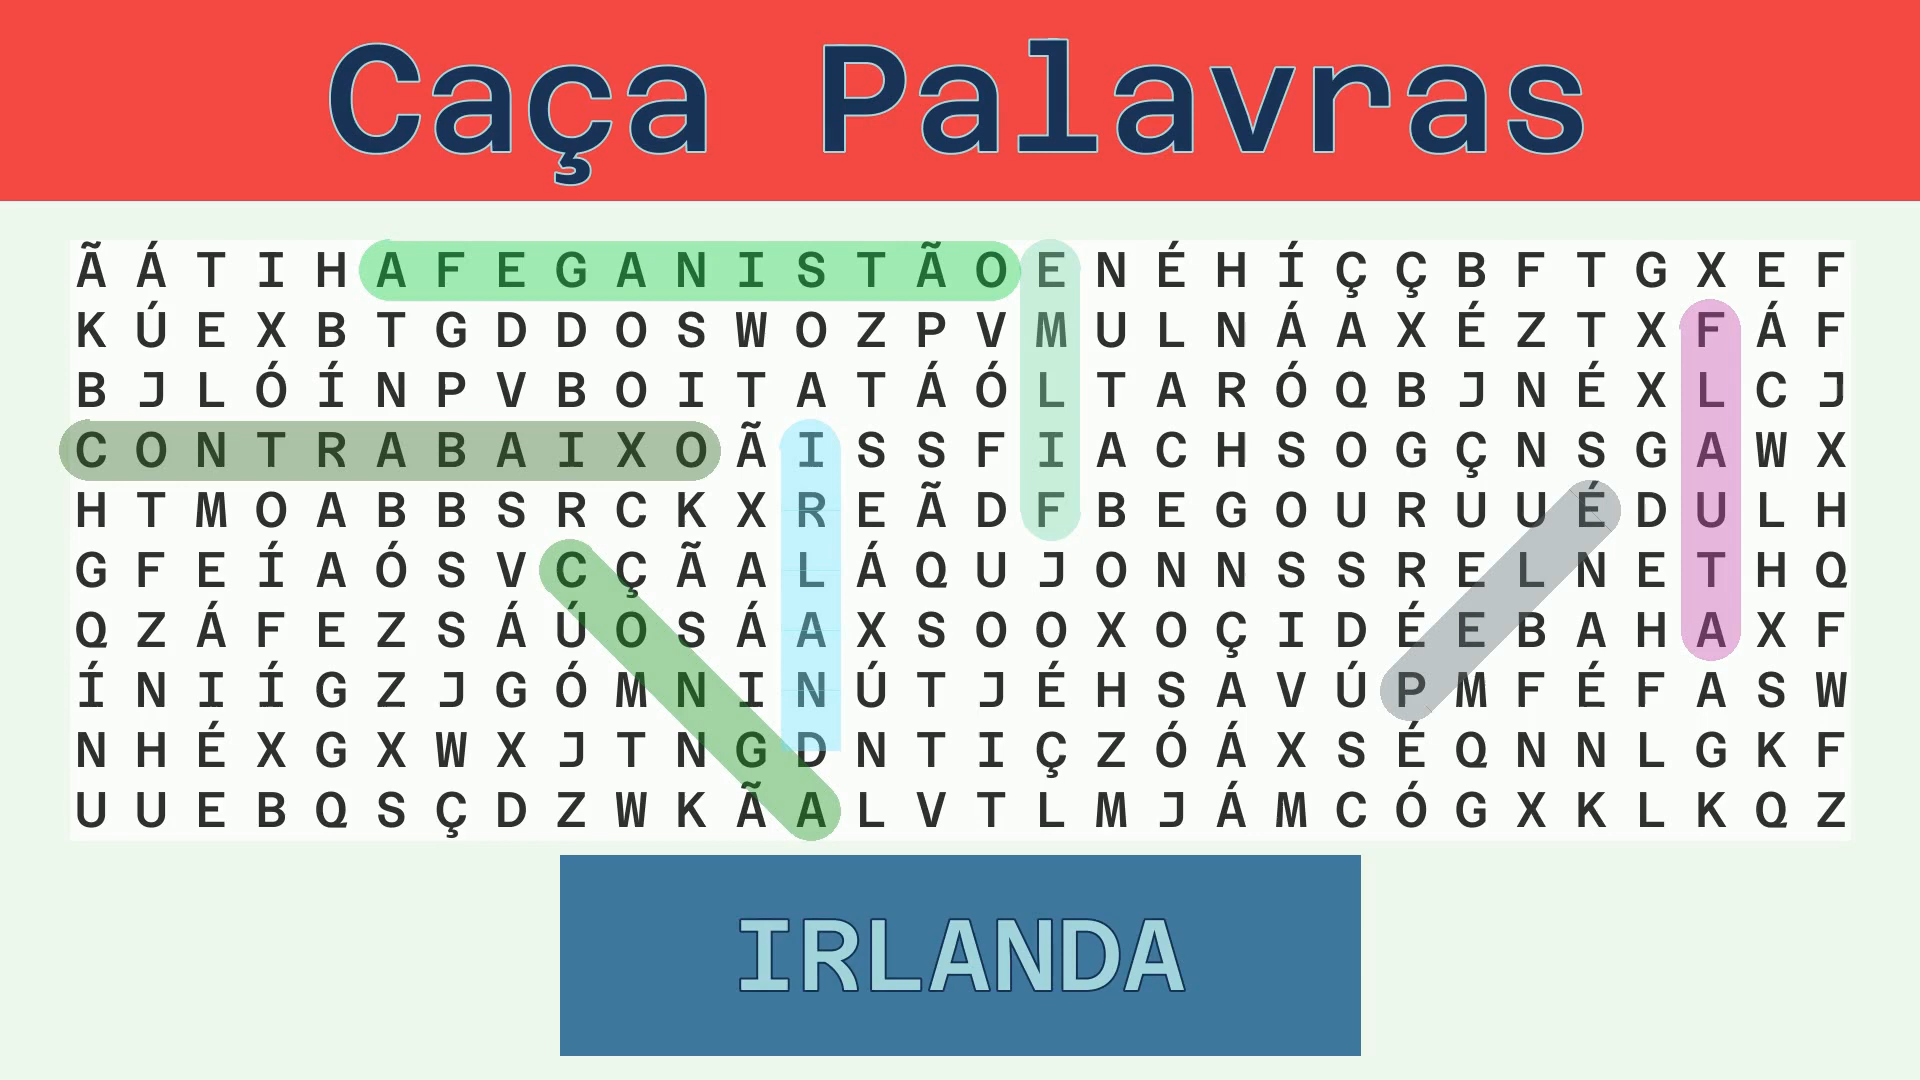 Caça Palavras
Ã Á T I H A F E G A N I S T Ã O E N É H Í Ç Ç B F T G X E F
K Ú E X B T G D D O S W O Z P V M U L N Á A X É Z T X F Á F
B J L Ó Í N P V B O I T A T Á Ó L T A R Ó Q B J N É X L C J
C O N T R A B A I X O Ã I S S F I A C H S O G Ç N S G A W X
H T M O A B B S R C K X R E Ã D F B E G O U R U U É D U L H
G F E Í A Ó S V C Ç Ã A L Á Q U J O N N S S R E L N E T H Q
Q Z Á F E Z S Á Ú O S Á A X S O O X O Ç I D É E B A H A X F
Í N I Í G Z J G Ó M N I N Ú T J É H S A V Ú P M F É F A S W
N H É X G X W X J T N G D N T I Ç Z Ó Á X S É Q N N L G K F
U U E B Q S Ç D Z W K Ã A L V T L M J Á M C Ó G X K L K Q Z
IRLANDA